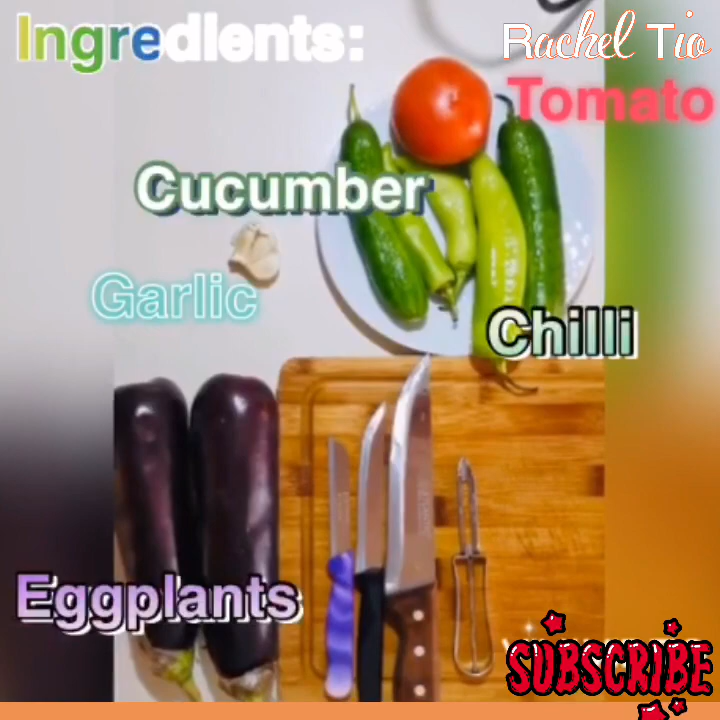 Ingredients:
Rachel Tio
Tomato
Cucumber
Garlic
Chilli
Eggplants
SUBSCRIBE